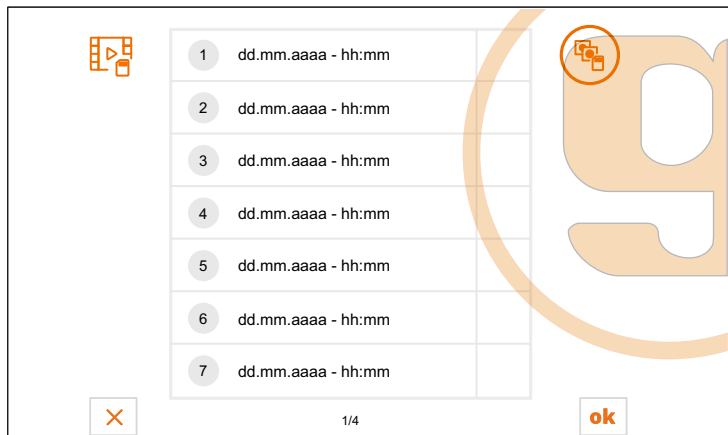 1 dd.mm.aaaa - hh:mm
2 dd.mm.aaaa - hh:mm
3 dd.mm.aaaa - hh:mm
4 dd.mm.aaaa - hh:mm
5 dd.mm.aaaa - hh:mm
6 dd.mm.aaaa - hh:mm
7 dd.mm.aaaa - hh:mm
1/4
ok
g